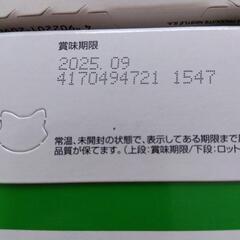 賞味期限
2025.09
4170494721 1547
常温、未開封の状態で、表示してある期限まで
品質が保てます。(上段:賞味期限/下段:ロット